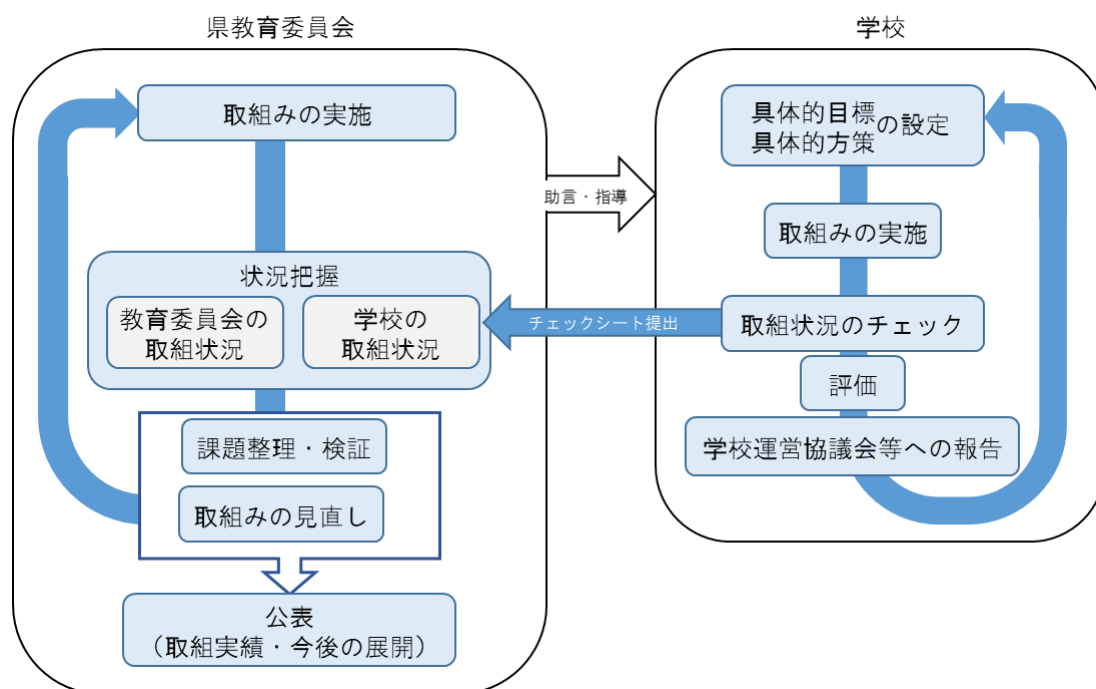 県教育委員会
取組みの実施
状況把握
教育委員会の
取組状況
学校の
取組状況
課題整理・検証
取組みの見直し
公表
（取組実績・今後の展開）
助言・指導
チェックシート提出
学校
具体的目標
具体的方策
の設定
取組みの実施
取組状況のチェック
評価
学校運営協議会等への報告